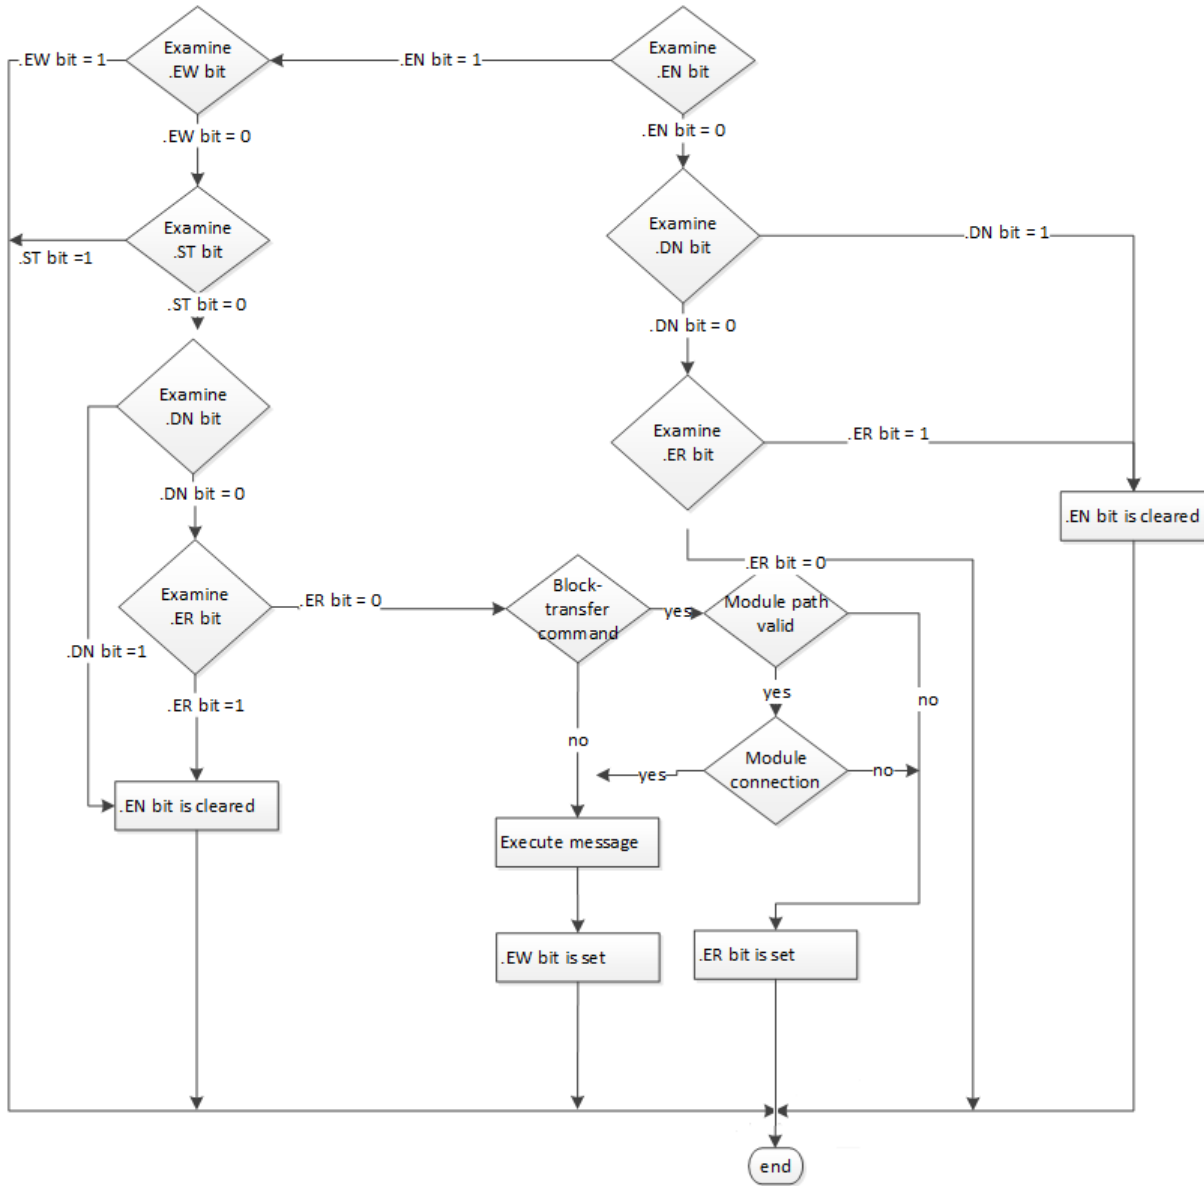 Examine
.EW bit
.EW bit = 1
.EN bit = 1
Examine
.EN bit
.EW bit = 0
.EN bit = 0
Examine
.ST bit
.ST bit =1
Examine
.DN bit
.DN bit = 1
.ST bit = 0
.DN bit = 0
Examine
.DN bit
Examine
.ER bit
.ER bit = 1
.DN bit = 0
.EN bit is cleared
.ER bit = 0
Examine
.ER bit
.ER bit = 0
Block-
transfer
command
yes
Module path
valid
.DN bit =1
.ER bit =1
yes
no
no
Module
connection
yes
no
.EN bit is cleared
Execute message
.EW bit is set
.ER bit is set
end